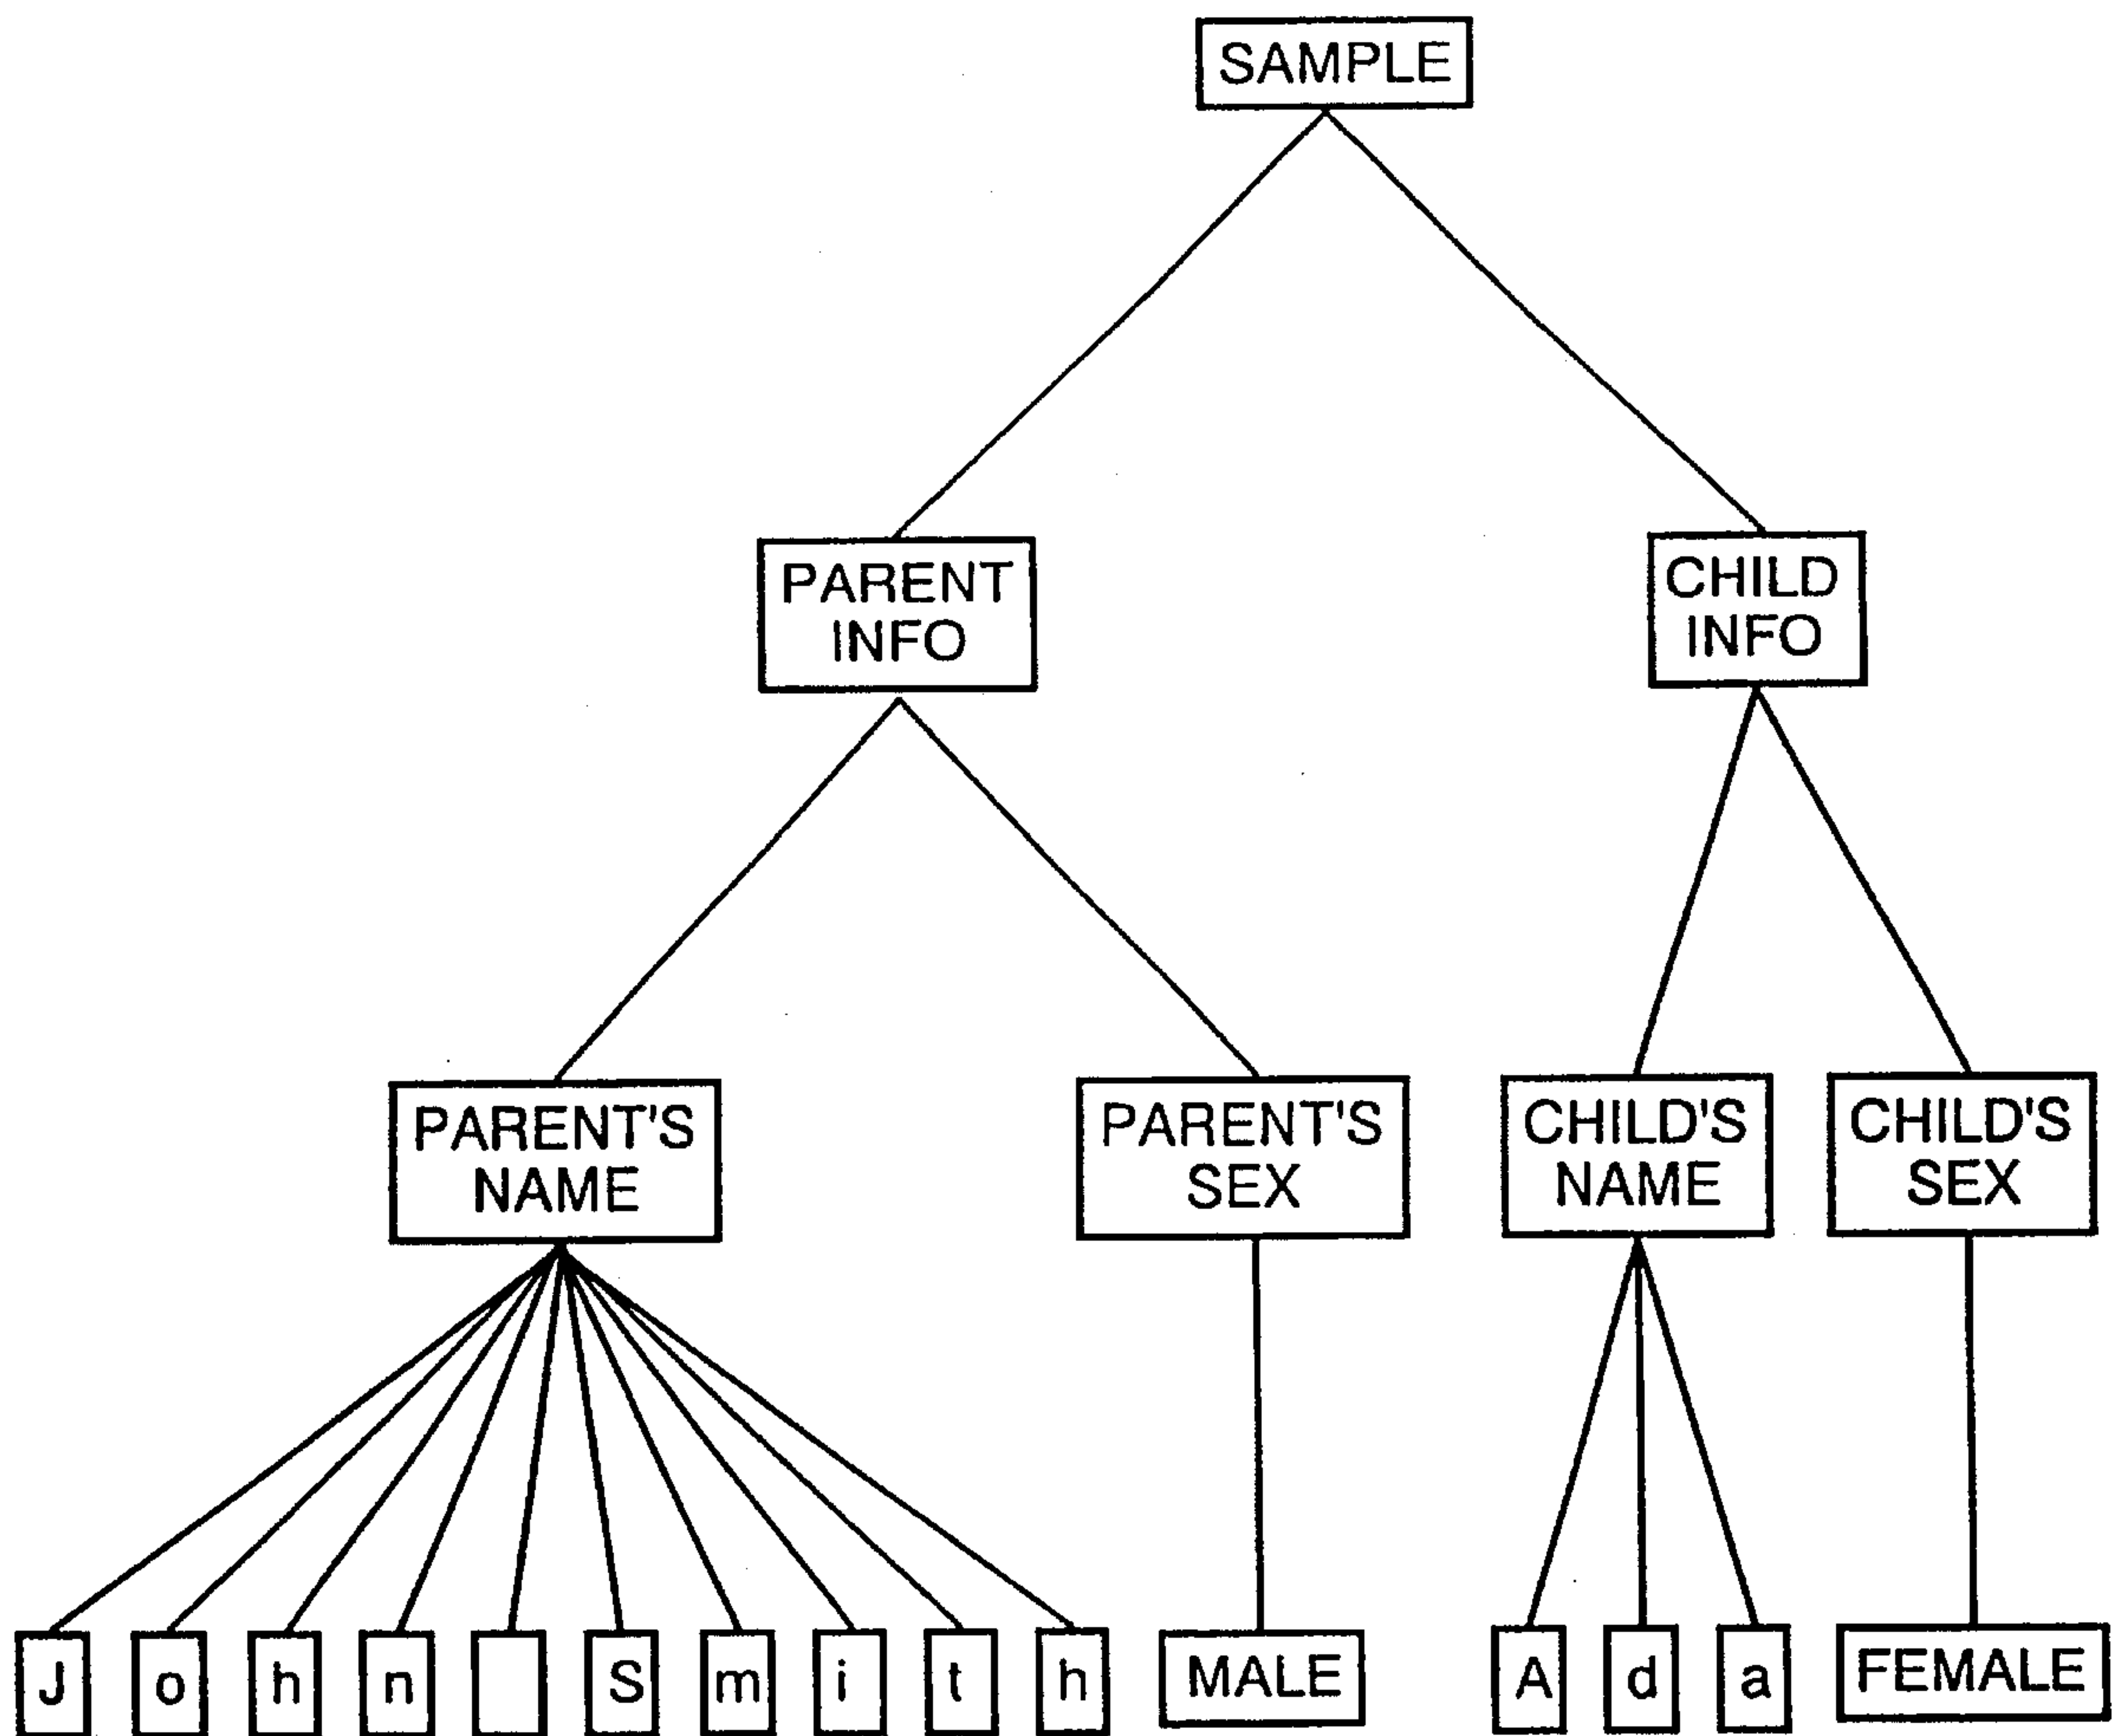 SAMPLE
PARENT
INFO
CHILD
INFO
PARENT'S
NAME
PARENT'S
SEX
CHILD'S
NAME
CHILD'S
SEX
J o h n S m i t h MALE A d a FEMALE